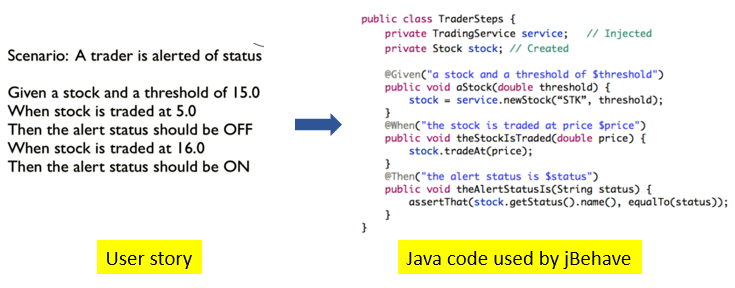 Scenario: A trader is alerted of status
Given a stock and a threshold of 15.0
When stock is traded at 5.0
Then the alert status should be OFF
When stock is traded at 16.0
Then the alert status should be ON
User story
public class TraderSteps {
    private TradingService service;   // Injected
    private Stock stock; // Created
    @Given("a stock and a threshold of $threshold")
    public void aStock(double threshold) {
        stock = service.newStock(“STK”, threshold);
    }
    @When("the stock is traded at price $price")
    public void theStockIsTraded(double price) {
        stock.tradeAt(price);
    }
    @Then("the alert status is $status")
    public void theAlertStatusIs(String status) {
        assertThat(stock.getStatus().name(), equalTo(status));
    }
}
Java code used by jBehave